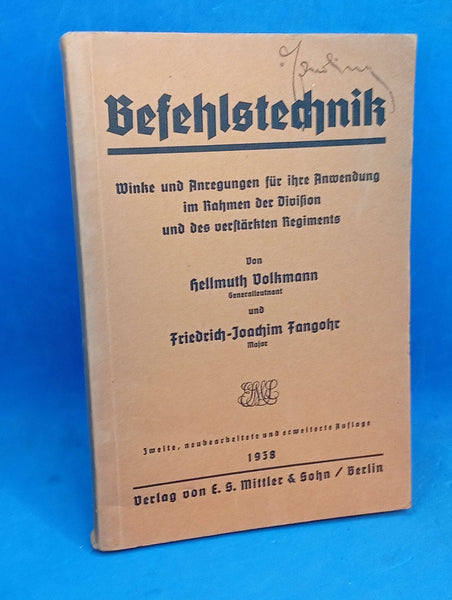 Befehlstechnik
Winke und Anregungen für ihre Anwendung
im Rahmen der Division
und des verstärkten Regiments
Von
Hellmuth Volkmann
Generalleutnant
und
Friedrich-Joachim Fangohr
Major
Zweite, neubearbeitete und erweiterte Auflage
1938
Verlag von E. S. Mittler & Sohn / Berlin